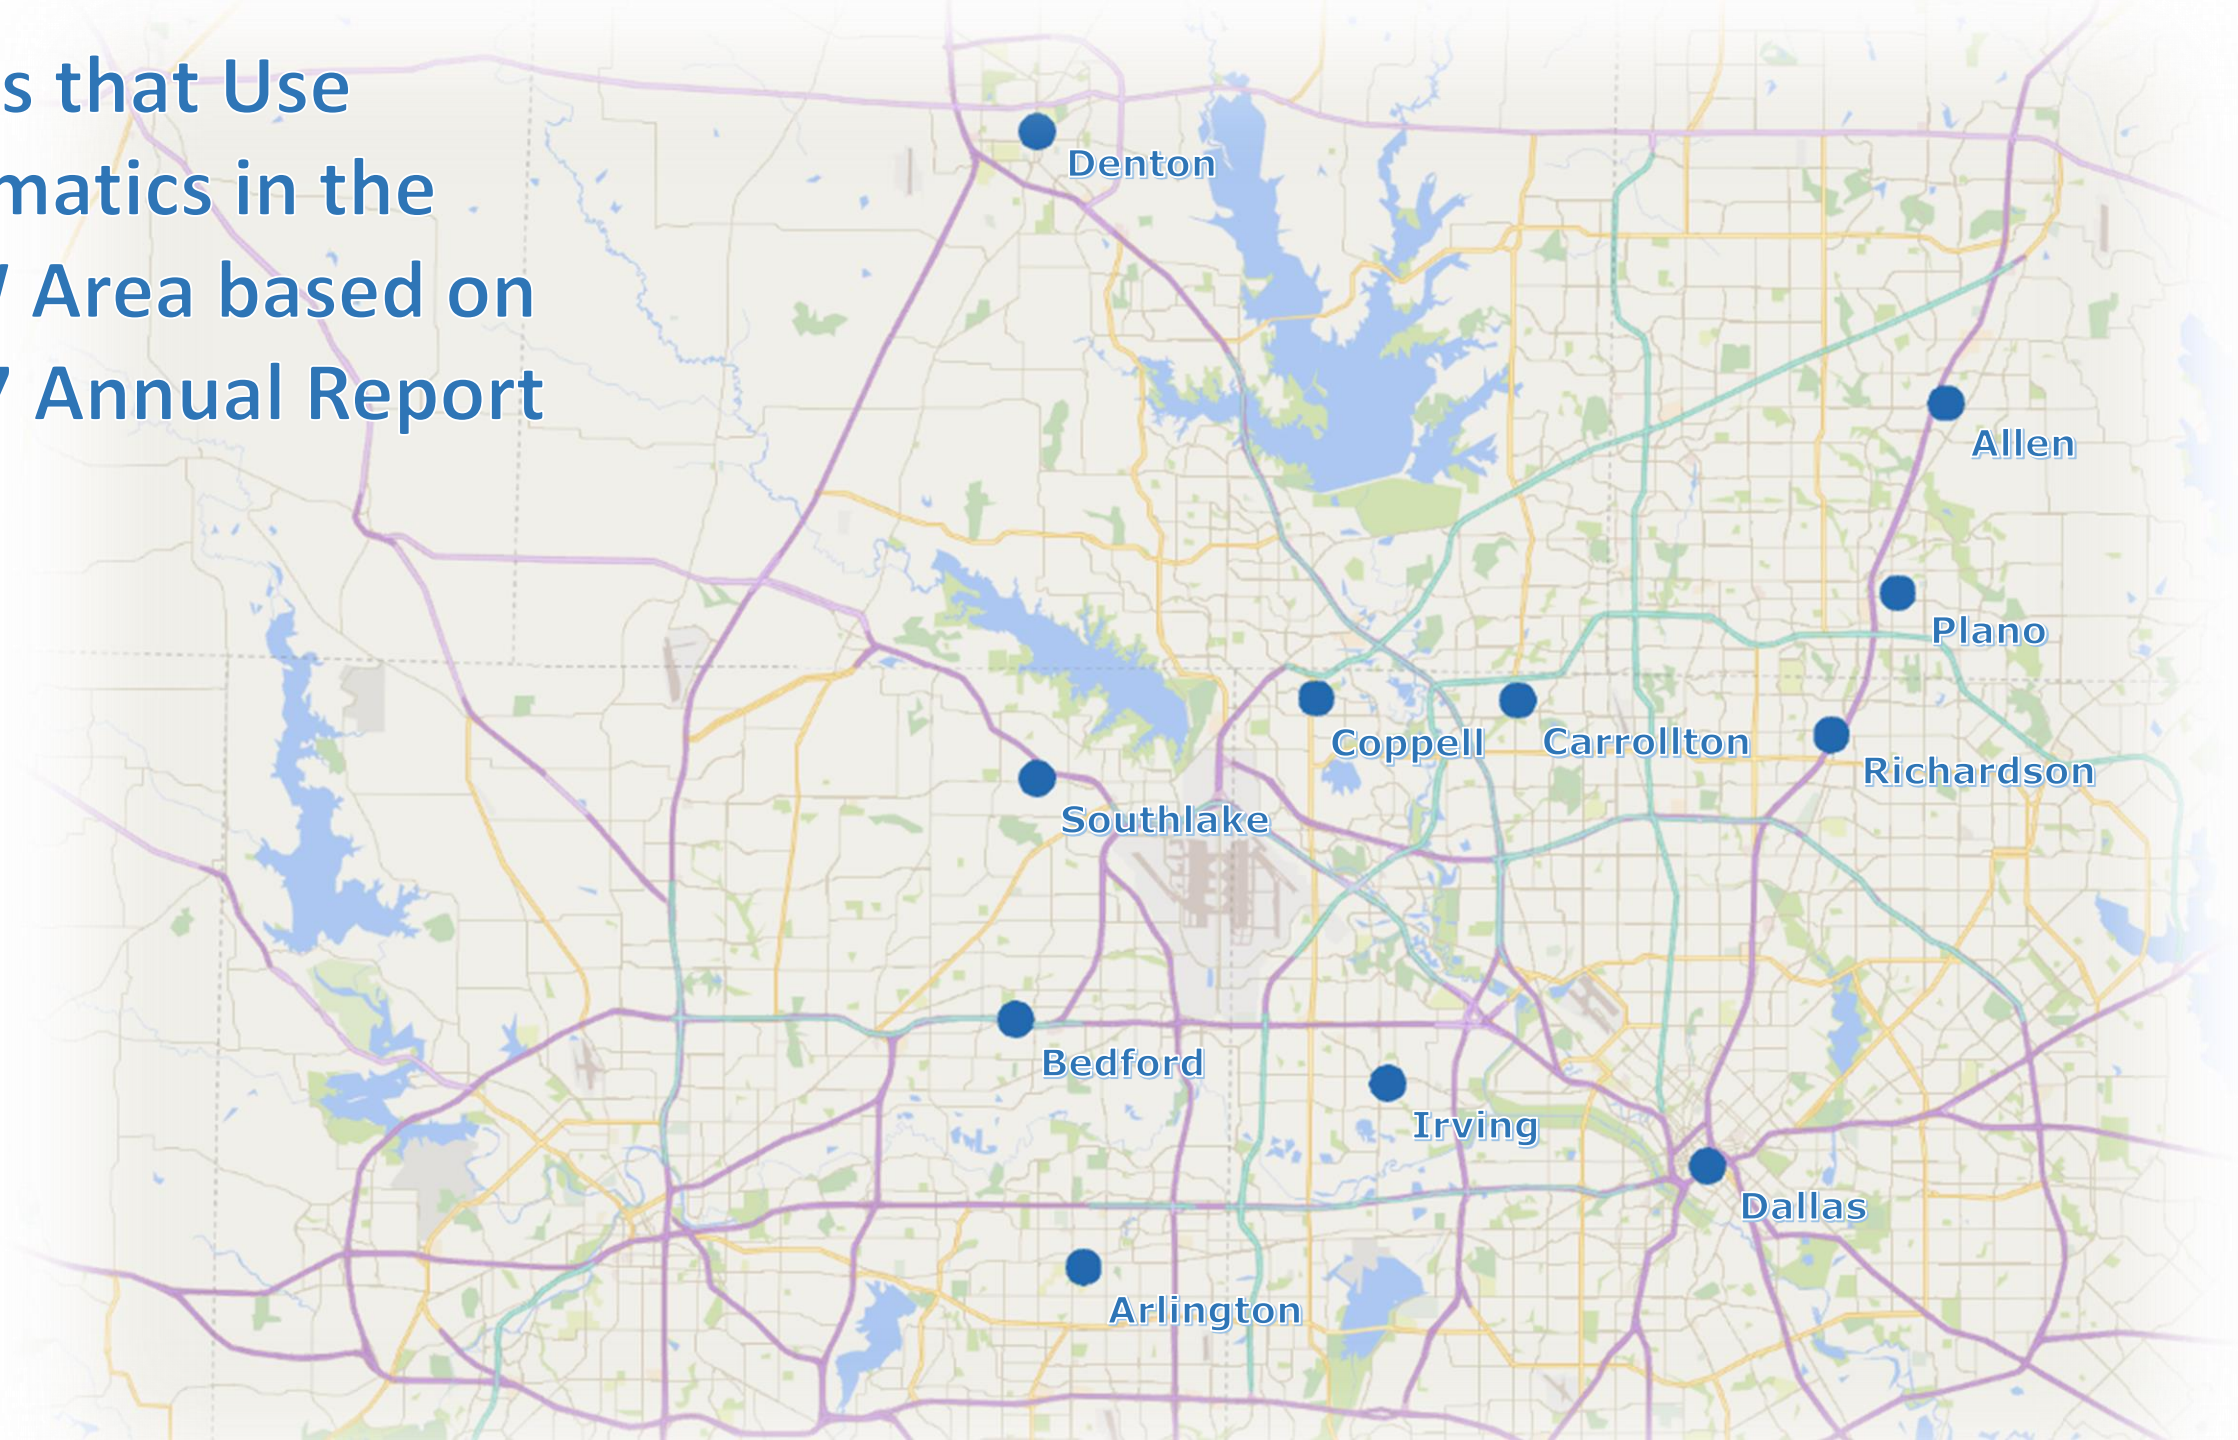 s that Use
matics in the
Area based on
Annual Report
Denton
Allen
Plano
Coppell
Carrollton
Richardson
Southlake
Bedford
Irving
Dallas
Arlington